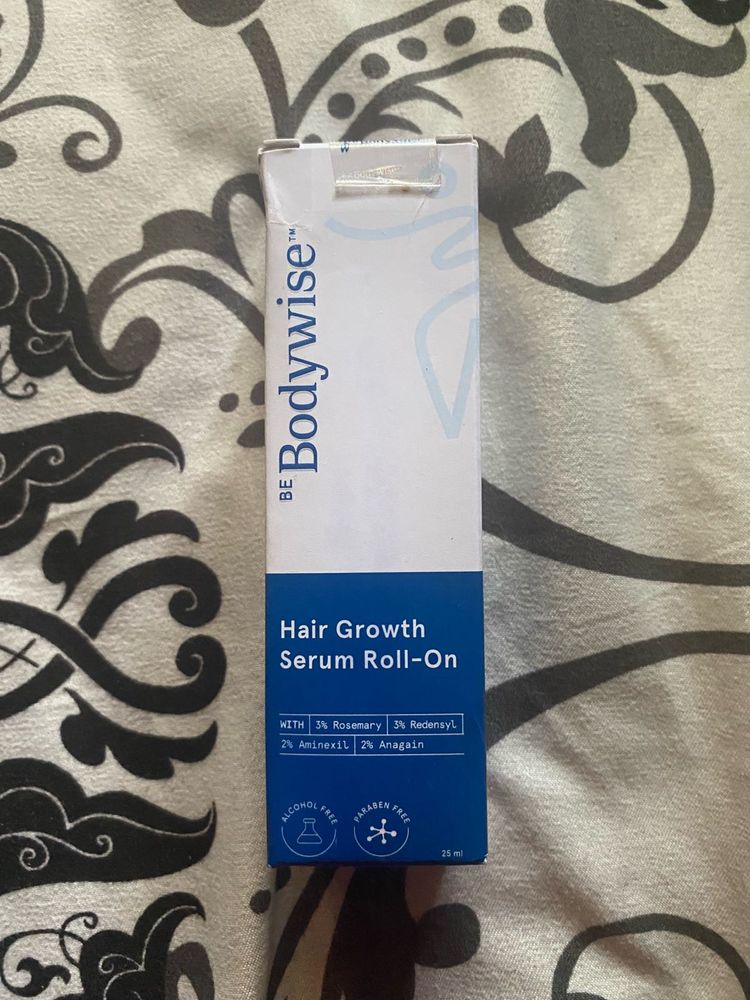 BE Bodywise™
Hair Growth
Serum Roll-On
WITH 3% Rosemary 3% Redensyl
2% Aminexil 2% Anagain
ALCOHOL FREE
PARABEN FREE
25 ml